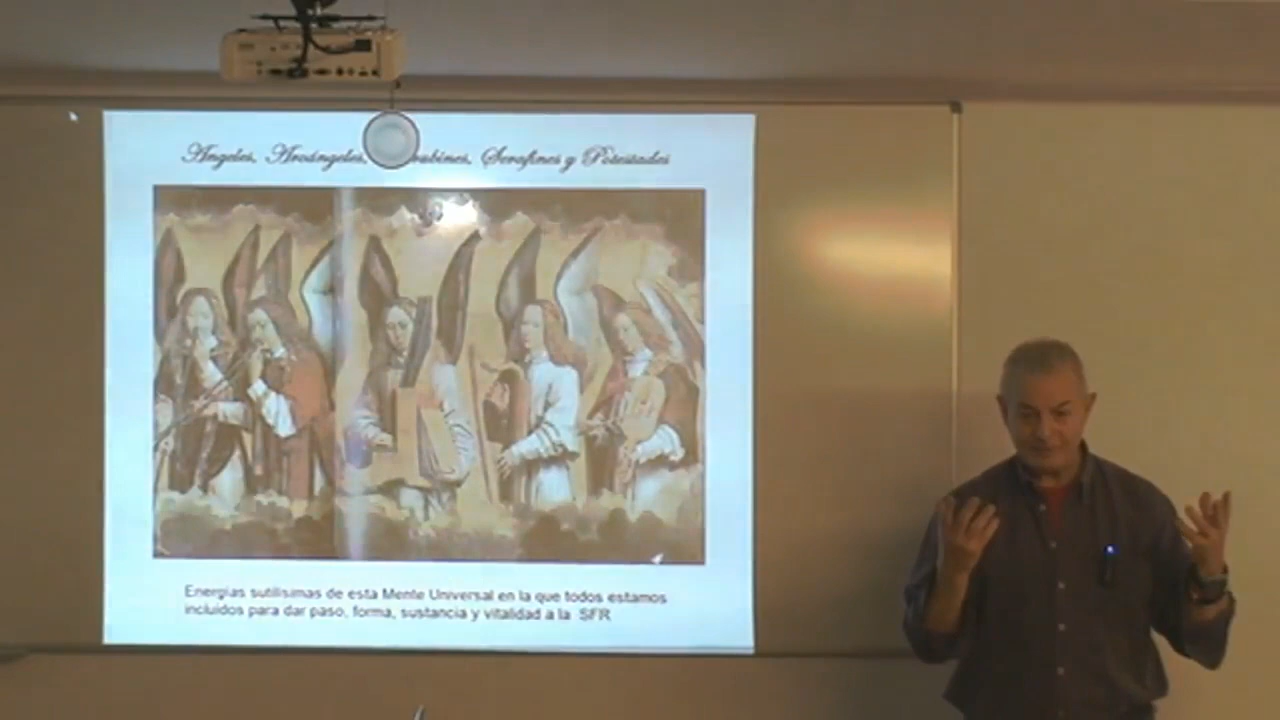 Angeles, Arcángeles, Serafines y Potestades
Energías sutilísimas de esta Mente Universal en la que todos estamos
incluidos para dar paso, forma, sustancia y vitalidad a la SFR